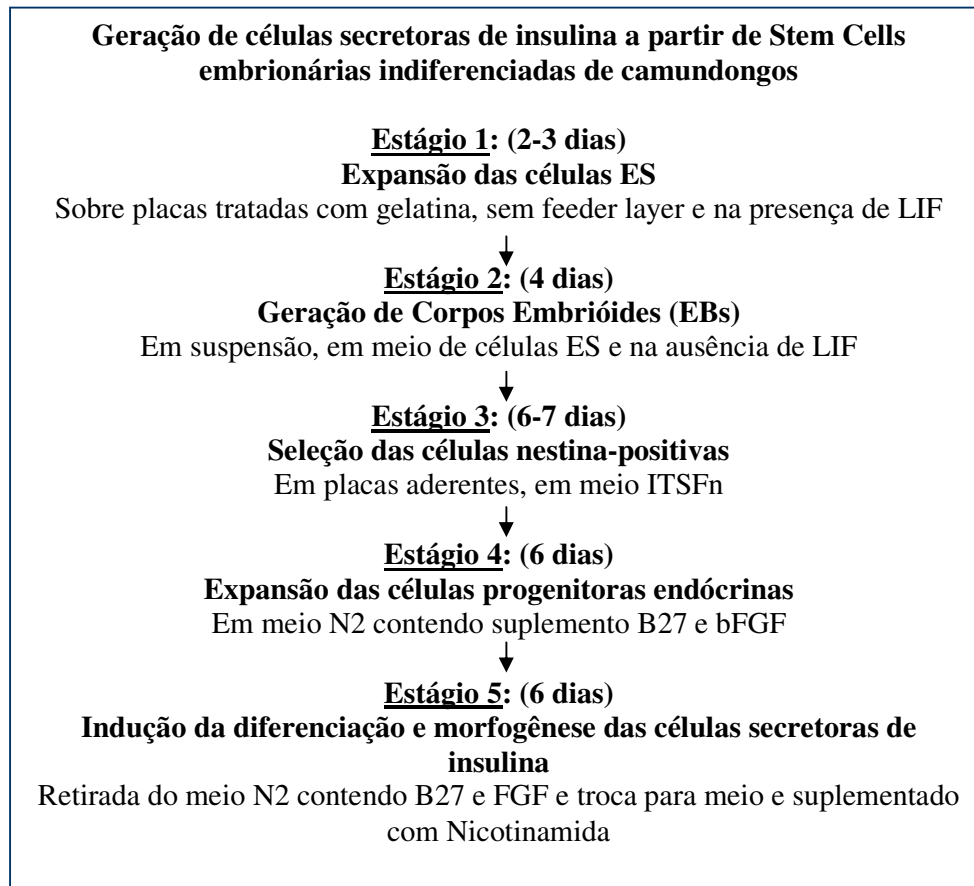 Geração de células secretoras de insulina a partir de Stem Cells
embrionárias indiferenciadas de camundongos
Estágio 1: (2-3 dias)
Expansão das células ES
Sobre placas tratadas com gelatina, sem feeder layer e na presença de LIF
Estágio 2: (4 dias)
Geração de Corpos Embrióides (EBs)
Em suspensão, em meio de células ES e na ausência de LIF
Estágio 3: (6-7 dias)
Seleção das células nestina-positivas
Em placas aderentes, em meio ITSFn
Estágio 4: (6 dias)
Expansão das células progenitoras endócrinas
Em meio N2 contendo suplemento B27 e bFGF
Estágio 5: (6 dias)
Indução da diferenciação e morfogênese das células secretoras de
insulina
Retirada do meio N2 contendo B27 e FGF e troca para meio e suplementado
com Nicotinamida